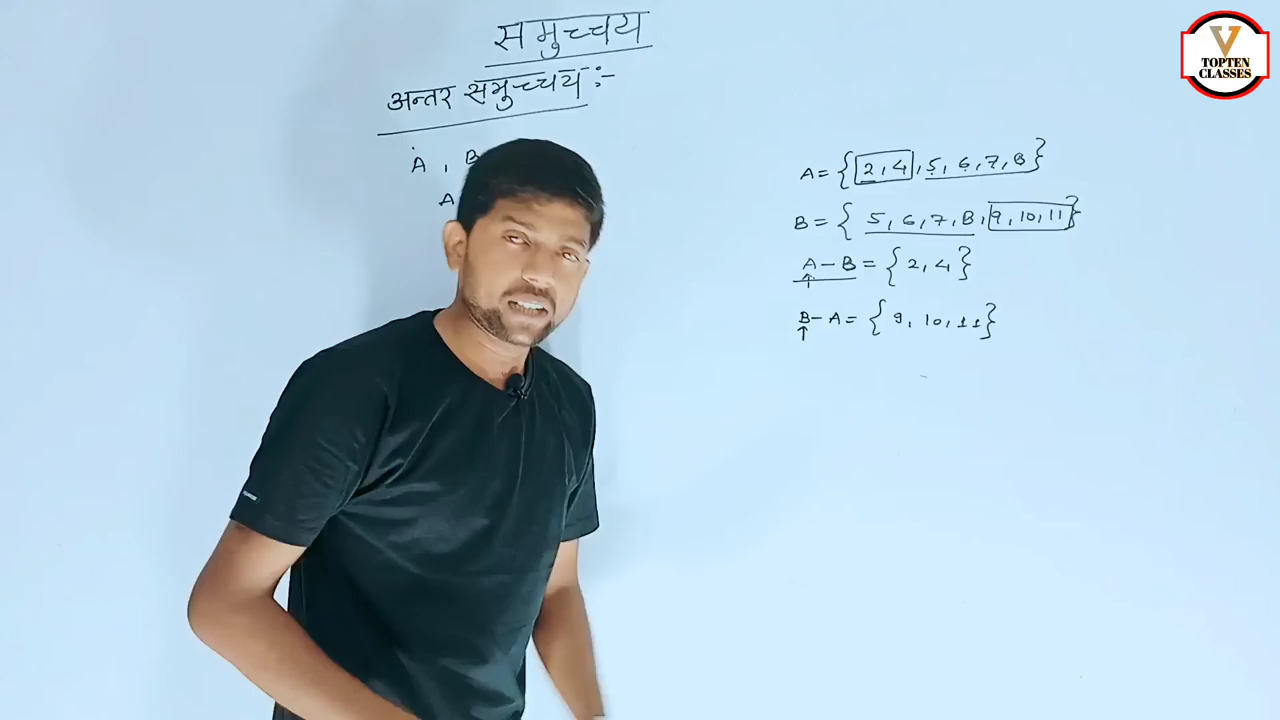 समुच्चय
अन्तर समुच्चय :-
A , B
A
A = { 2, 4, 5, 6, 7, 8 }
B = { 5, 6, 7, 8, 9, 10, 11 }
A - B = { 2, 4 }
B - A = { 9, 10, 11 }
V
TOPTEN
CLASSES